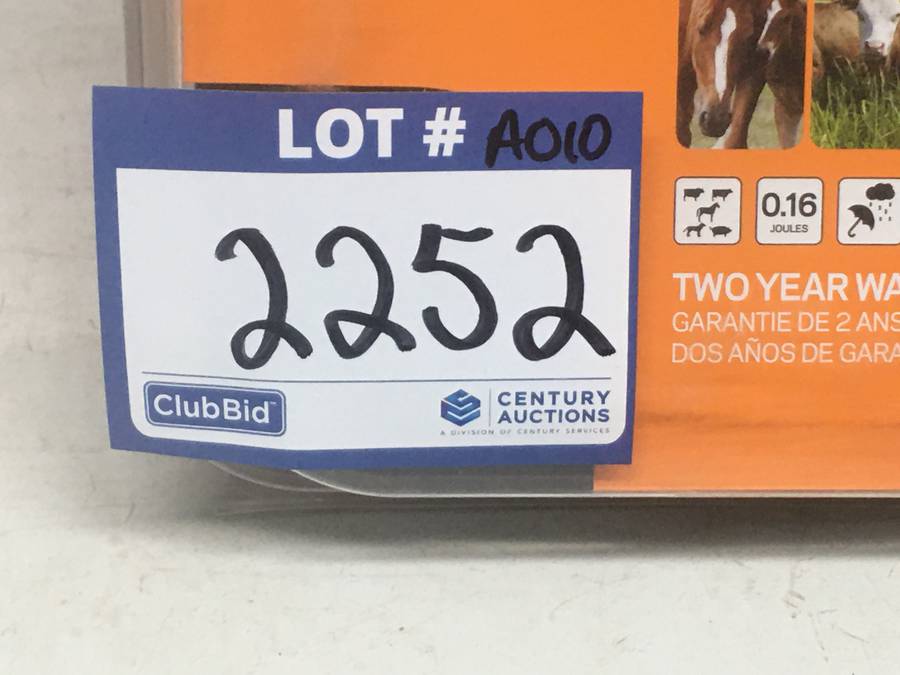 LOT # A010
2252
ClubBid™
CENTURY
AUCTIONS
A DIVISION OF CENTURY SERVICES
0.16
JOULES
TWO YEAR WA
GARANTIE DE 2 ANS
DOS AÑOS DE GARA